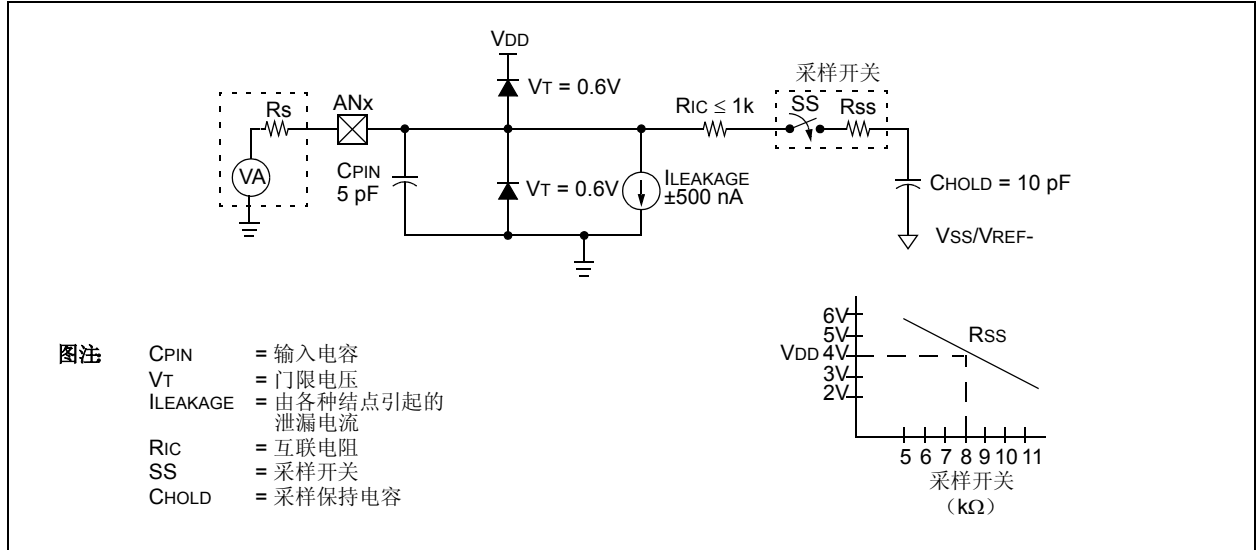 VDD
VT = 0.6V
采样开关
Rs
ANx
RIC ≤ 1k
SS
Rss
VA
CPIN
5 pF
VT = 0.6V
ILEAKAGE
±500 nA
CHOLD = 10 pF
VSS/VREF-
图注:
CPIN = 输入电容
VT = 门限电压
ILEAKAGE = 由各种结点引起的
泄漏电流
RIC = 互联电阻
SS = 采样开关
CHOLD = 采样保持电容
6V
5V
VDD 4V
3V
2V
Rss
5 6 7 8 9 10 11
采样开关
（kΩ）